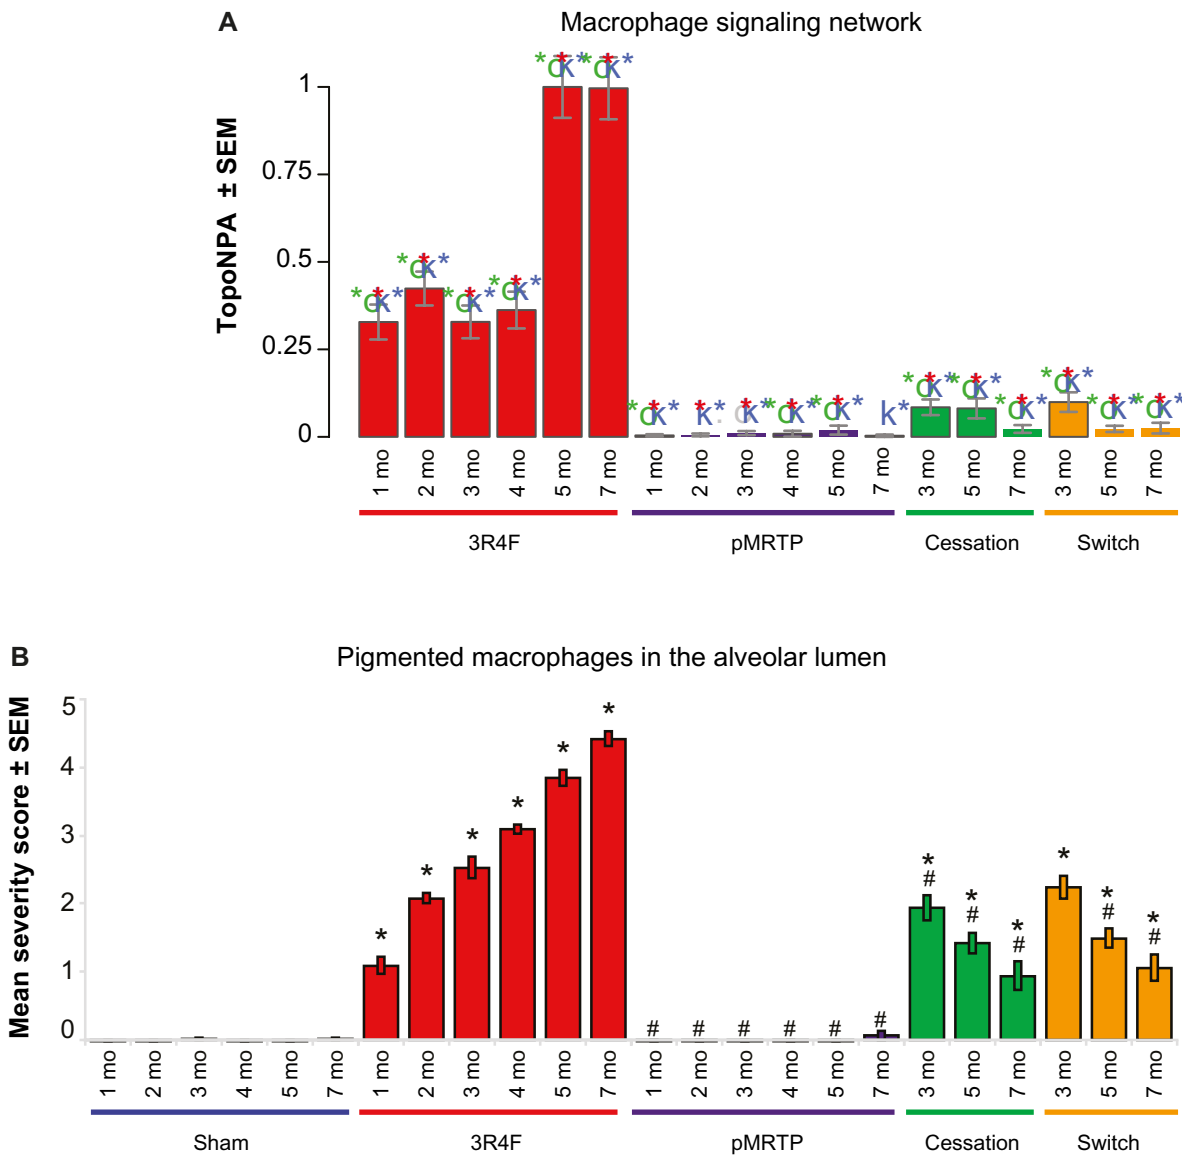 A
Macrophage signaling network
TopoNPA ± SEM
1
0.75
0.5
0.25
0
*o*k* *o*k* *o*k* *o*k* *o*k* *o*k* *o*k* *k* .o*k* *o*k* *o*k* k* *o*k* *o*k* *o*k* *o*k* *o*k* *o*k*
1 mo 2 mo 3 mo 4 mo 5 mo 7 mo 1 mo 2 mo 3 mo 4 mo 5 mo 7 mo 3 mo 5 mo 7 mo 3 mo 5 mo 7 mo
3R4F pMRTP Cessation Switch
B
Pigmented macrophages in the alveolar lumen
Mean severity score ± SEM
5
4
3
2
1
0
* * * * * *
# # # # # #
* # * # * #
* * # * #
1 mo 2 mo 3 mo 4 mo 5 mo 7 mo 1 mo 2 mo 3 mo 4 mo 5 mo 7 mo 1 mo 2 mo 3 mo 4 mo 5 mo 7 mo 3 mo 5 mo 7 mo 3 mo 5 mo 7 mo
Sham 3R4F pMRTP Cessation Switch